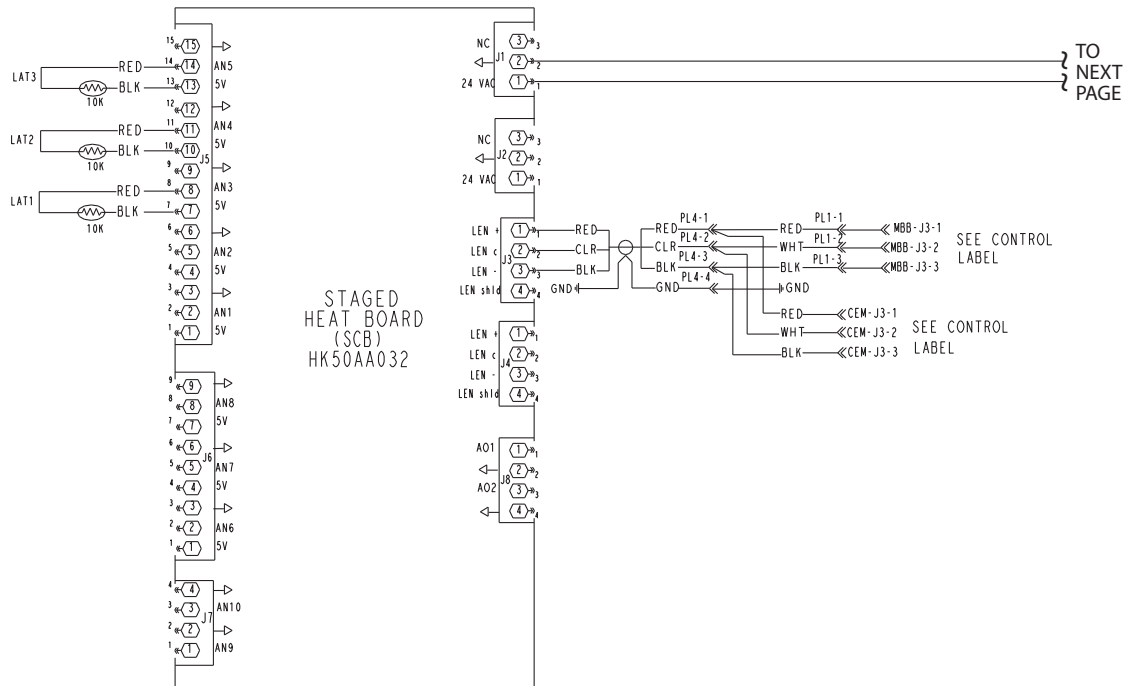 15 15
14 14 AN5
13 13 5V
12 12
11 11 AN4
10 10 5V
J5
9 9
8 8 AN3
7 7 5V
6 6
5 5 AN2
4 4 5V
3 3
2 2 AN1
1 1 5V
LAT3 RED
BLK
10K
LAT2 RED
BLK
10K
LAT1 RED
BLK
10K
9 9
8 8 AN8
7 7 5V
6 6
J6
5 5 AN7
4 4 5V
3 3
2 2 AN6
1 1 5V
4 4
3 3 AN10
J7
2 2
1 1 AN9
STAGED
HEAT BOARD
(SCB)
HK50AA032
NC 3 3
J1
2 2
24 VAC 1 1
TO
NEXT
PAGE
NC 3 3
J2
2 2
24 VAC 1 1
LEN + 1 1 RED
LEN c 2 2 CLR
J3
LEN - 3 3 BLK
LEN shld 4 4 GND
RED PL4-1 RED PL1-1 MBB-J3-1
CLR PL4-2 WHT PL1-2 MBB-J3-2
BLK PL4-3 BLK PL1-3 MBB-J3-3
GND PL4-4 GND
SEE CONTROL
LABEL
RED CEM-J3-1
WHT CEM-J3-2
BLK CEM-J3-3
SEE CONTROL
LABEL
LEN + 1 1
LEN c 2 2
J4
LEN - 3 3
LEN shld 4 4
AO1 1 1
2 2
J8
AO2 3 3
4 4